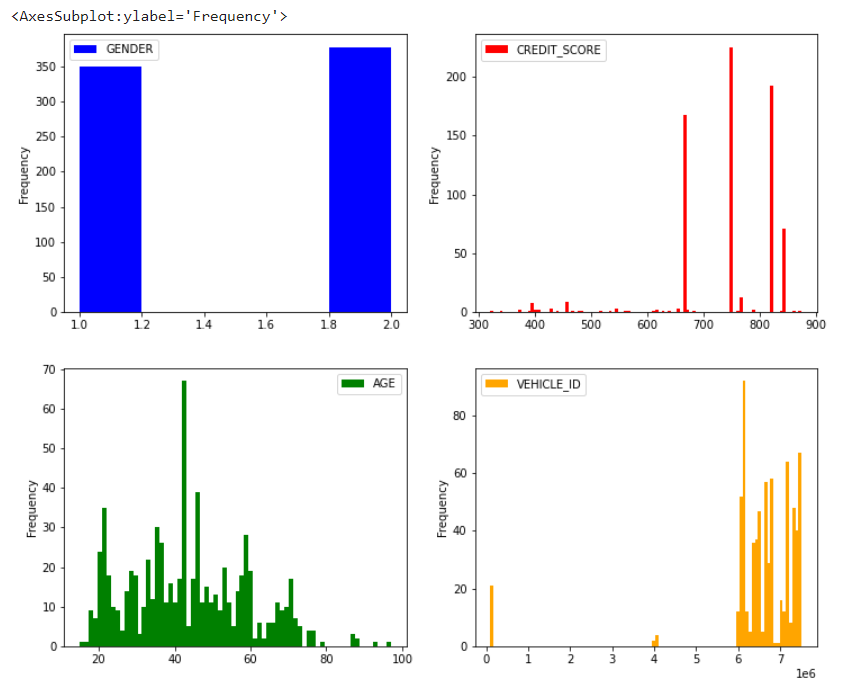 <AxesSubplot:ylabel='Frequency'>
GENDER
Frequency
350
300
250
200
150
100
50
0
1.0 1.2 1.4 1.6 1.8 2.0
CREDIT_SCORE
Frequency
200
150
100
50
0
300 400 500 600 700 800 900
AGE
Frequency
70
60
50
40
30
20
10
0
20 40 60 80 100
VEHICLE_ID
Frequency
80
60
40
20
0
0 1 2 3 4 5 6 7
1e6